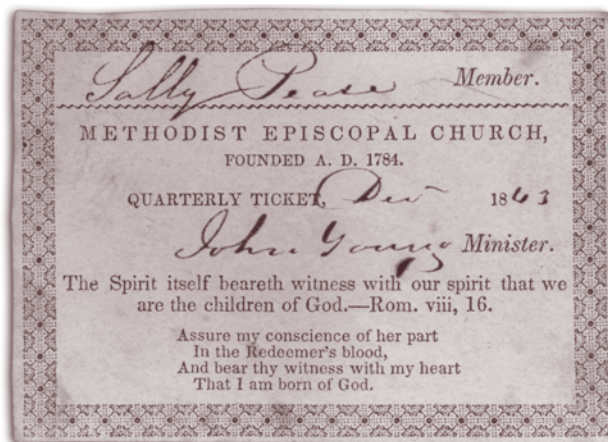 Sally Pease Member.
METHODIST EPISCOPAL CHURCH,
FOUNDED A. D. 1784.
QUARTERLY TICKET, Dec 1863
John Young Minister.
The Spirit itself beareth witness with our spirit that we
are the children of God.—Rom. viii, 16.
Assure my conscience of her part
In the Redeemer's blood,
And bear thy witness with my heart
That I am born of God.